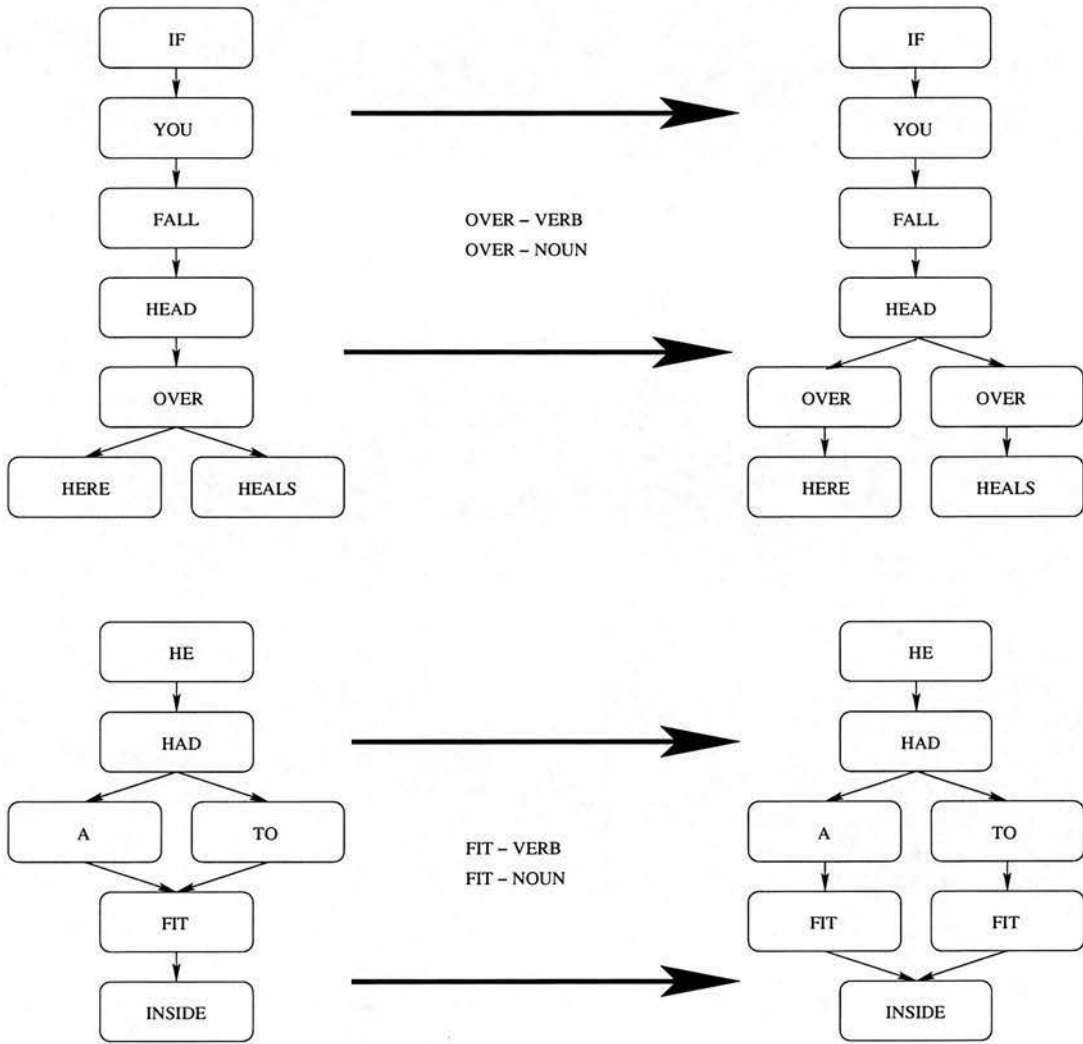 IF
IF
YOU
YOU
FALL
OVER – VERB
FALL
OVER – NOUN
HEAD
HEAD
OVER
OVER
OVER
HERE
HEALS
HERE
HEALS
HE
HE
HAD
HAD
A
TO
FIT – VERB
A
TO
FIT – NOUN
FIT
FIT
FIT
INSIDE
INSIDE